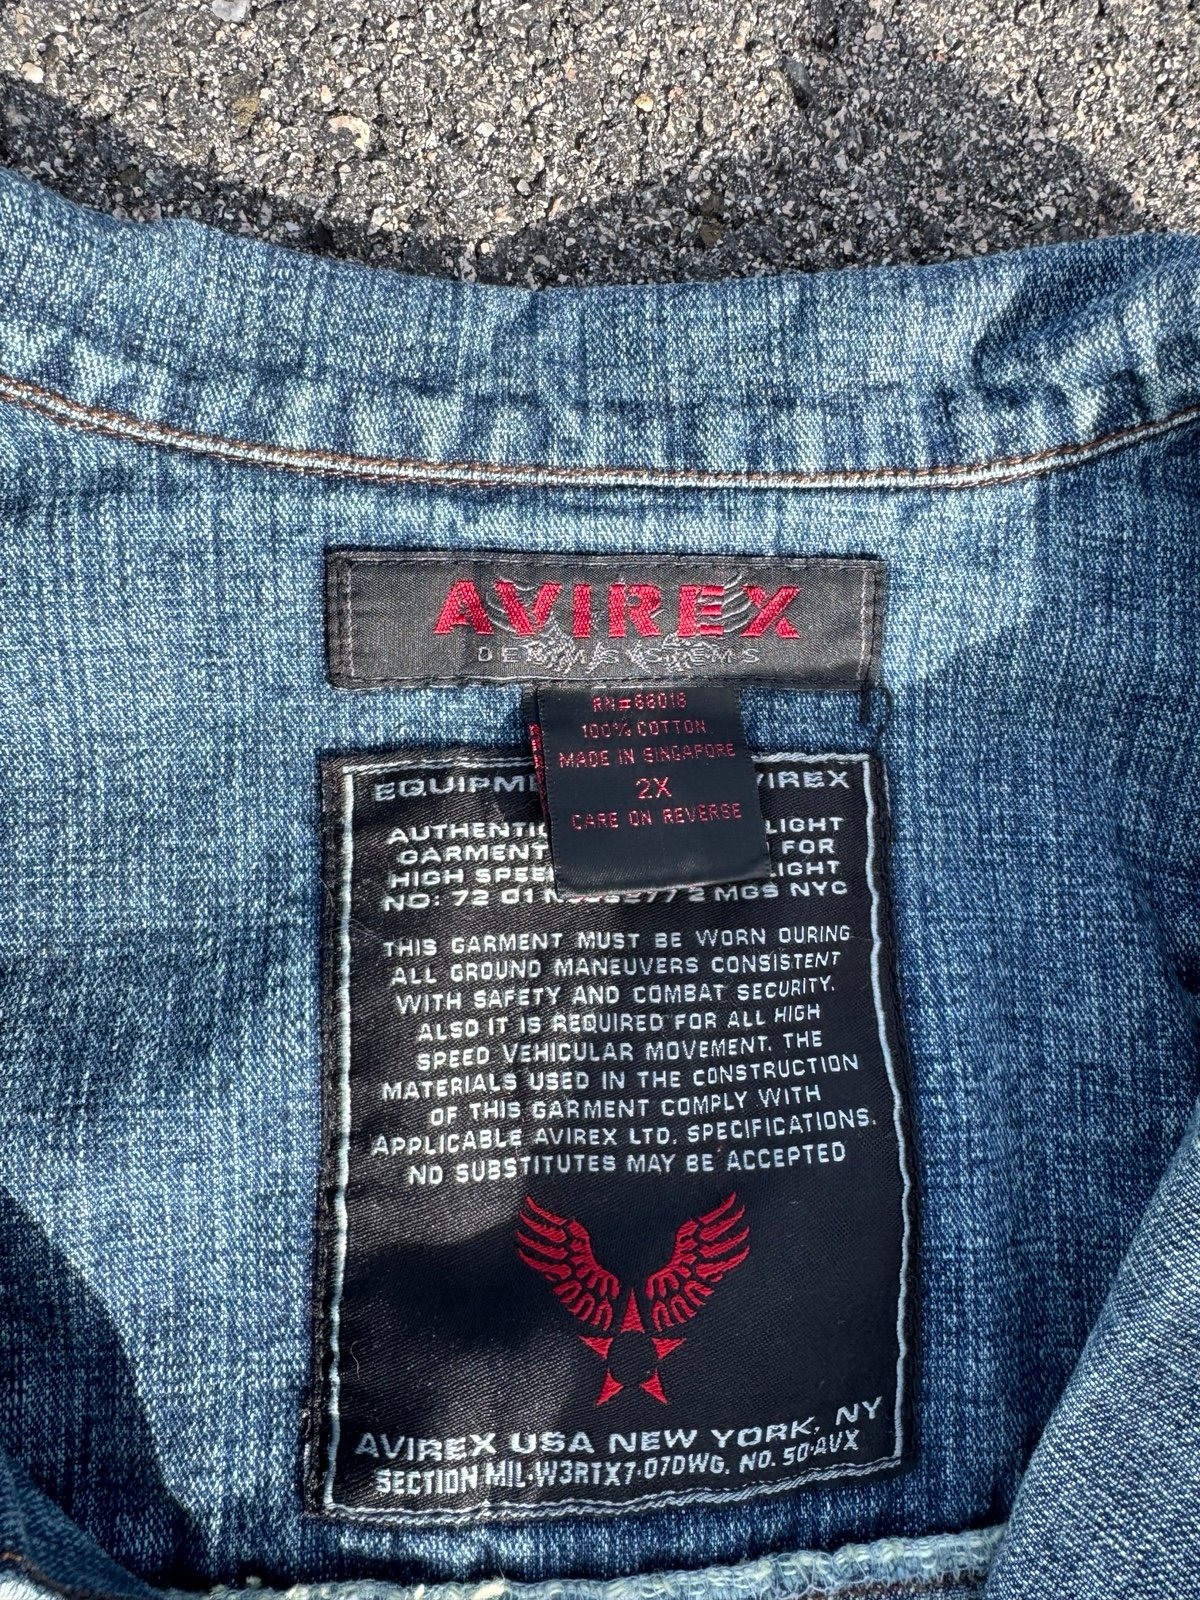 AVIREX
DENIM SYSTEMS
RN#66016
100% COTTON
MADE IN SINGAPORE
2X
CARE ON REVERSE
EQUIPME VIREX
AUTHENTIC LIGHT
GARMENT FOR
HIGH SPEE LIGHT
NO: 72 01 2 MGS NYC
THIS GARMENT MUST BE WORN DURING
ALL GROUND MANEUVERS CONSISTENT
WITH SAFETY AND COMBAT SECURITY.
ALSO IT IS REQUIRED FOR ALL HIGH
SPEED VEHICULAR MOVEMENT. THE
MATERIALS USED IN THE CONSTRUCTION
OF THIS GARMENT COMPLY WITH
APPLICABLE AVIREX LTD. SPECIFICATIONS.
NO SUBSTITUTES MAY BE ACCEPTED
AVIREX USA NEW YORK, NY
SECTION MIL-W3R1X7-07DWG. NO. 50-AVX